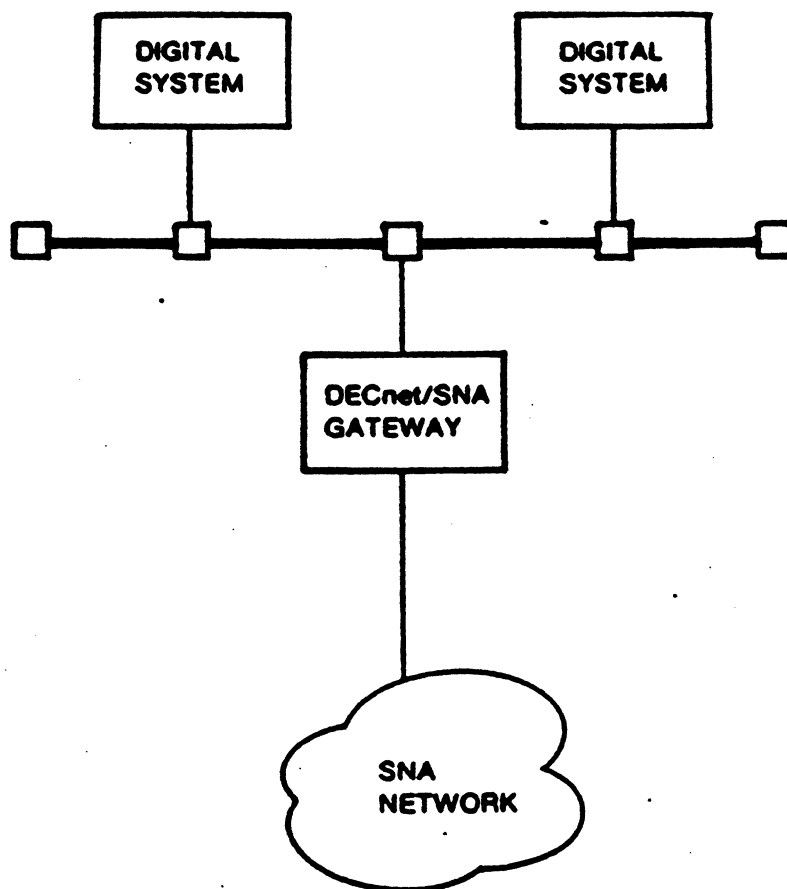 DIGITAL
SYSTEM
DIGITAL
SYSTEM
DECnet/SNA
GATEWAY
SNA
NETWORK